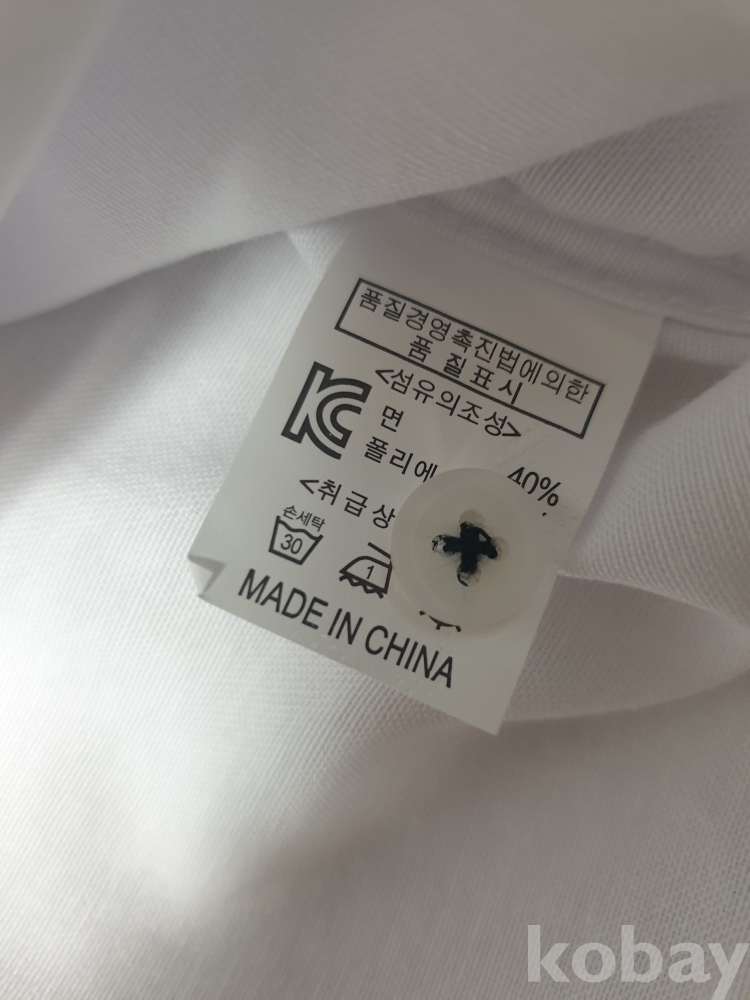 품질경영촉진법에의한
품 질 표 시
<섬유의조성>
면 40%
폴리에
<취급상
손세탁
30
1
MADE IN CHINA
kobay